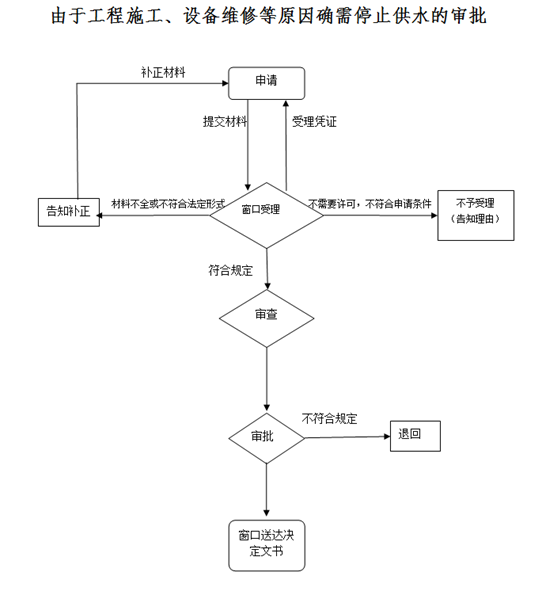 由于工程施工、设备维修等原因确需停止供水的审批
补正材料
申请
提交材料
受理凭证
告知补正
材料不全或不符合法定形式
窗口受理
不需要许可，不符合申请条件
不予受理
（告知理由）
符合规定
审查
不符合规定
审批
退回
窗口送达决
定文书